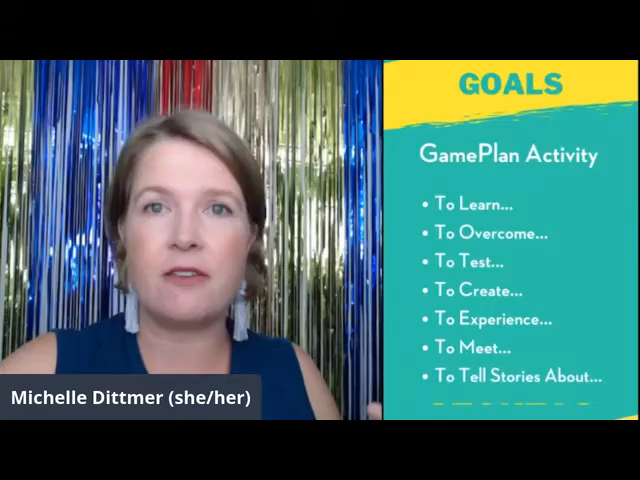 GOALS
GamePlan Activity
• To Learn...
• To Overcome...
• To Test...
• To Create...
• To Experience...
• To Meet...
• To Tell Stories About...
Michelle Dittmer (she/her)